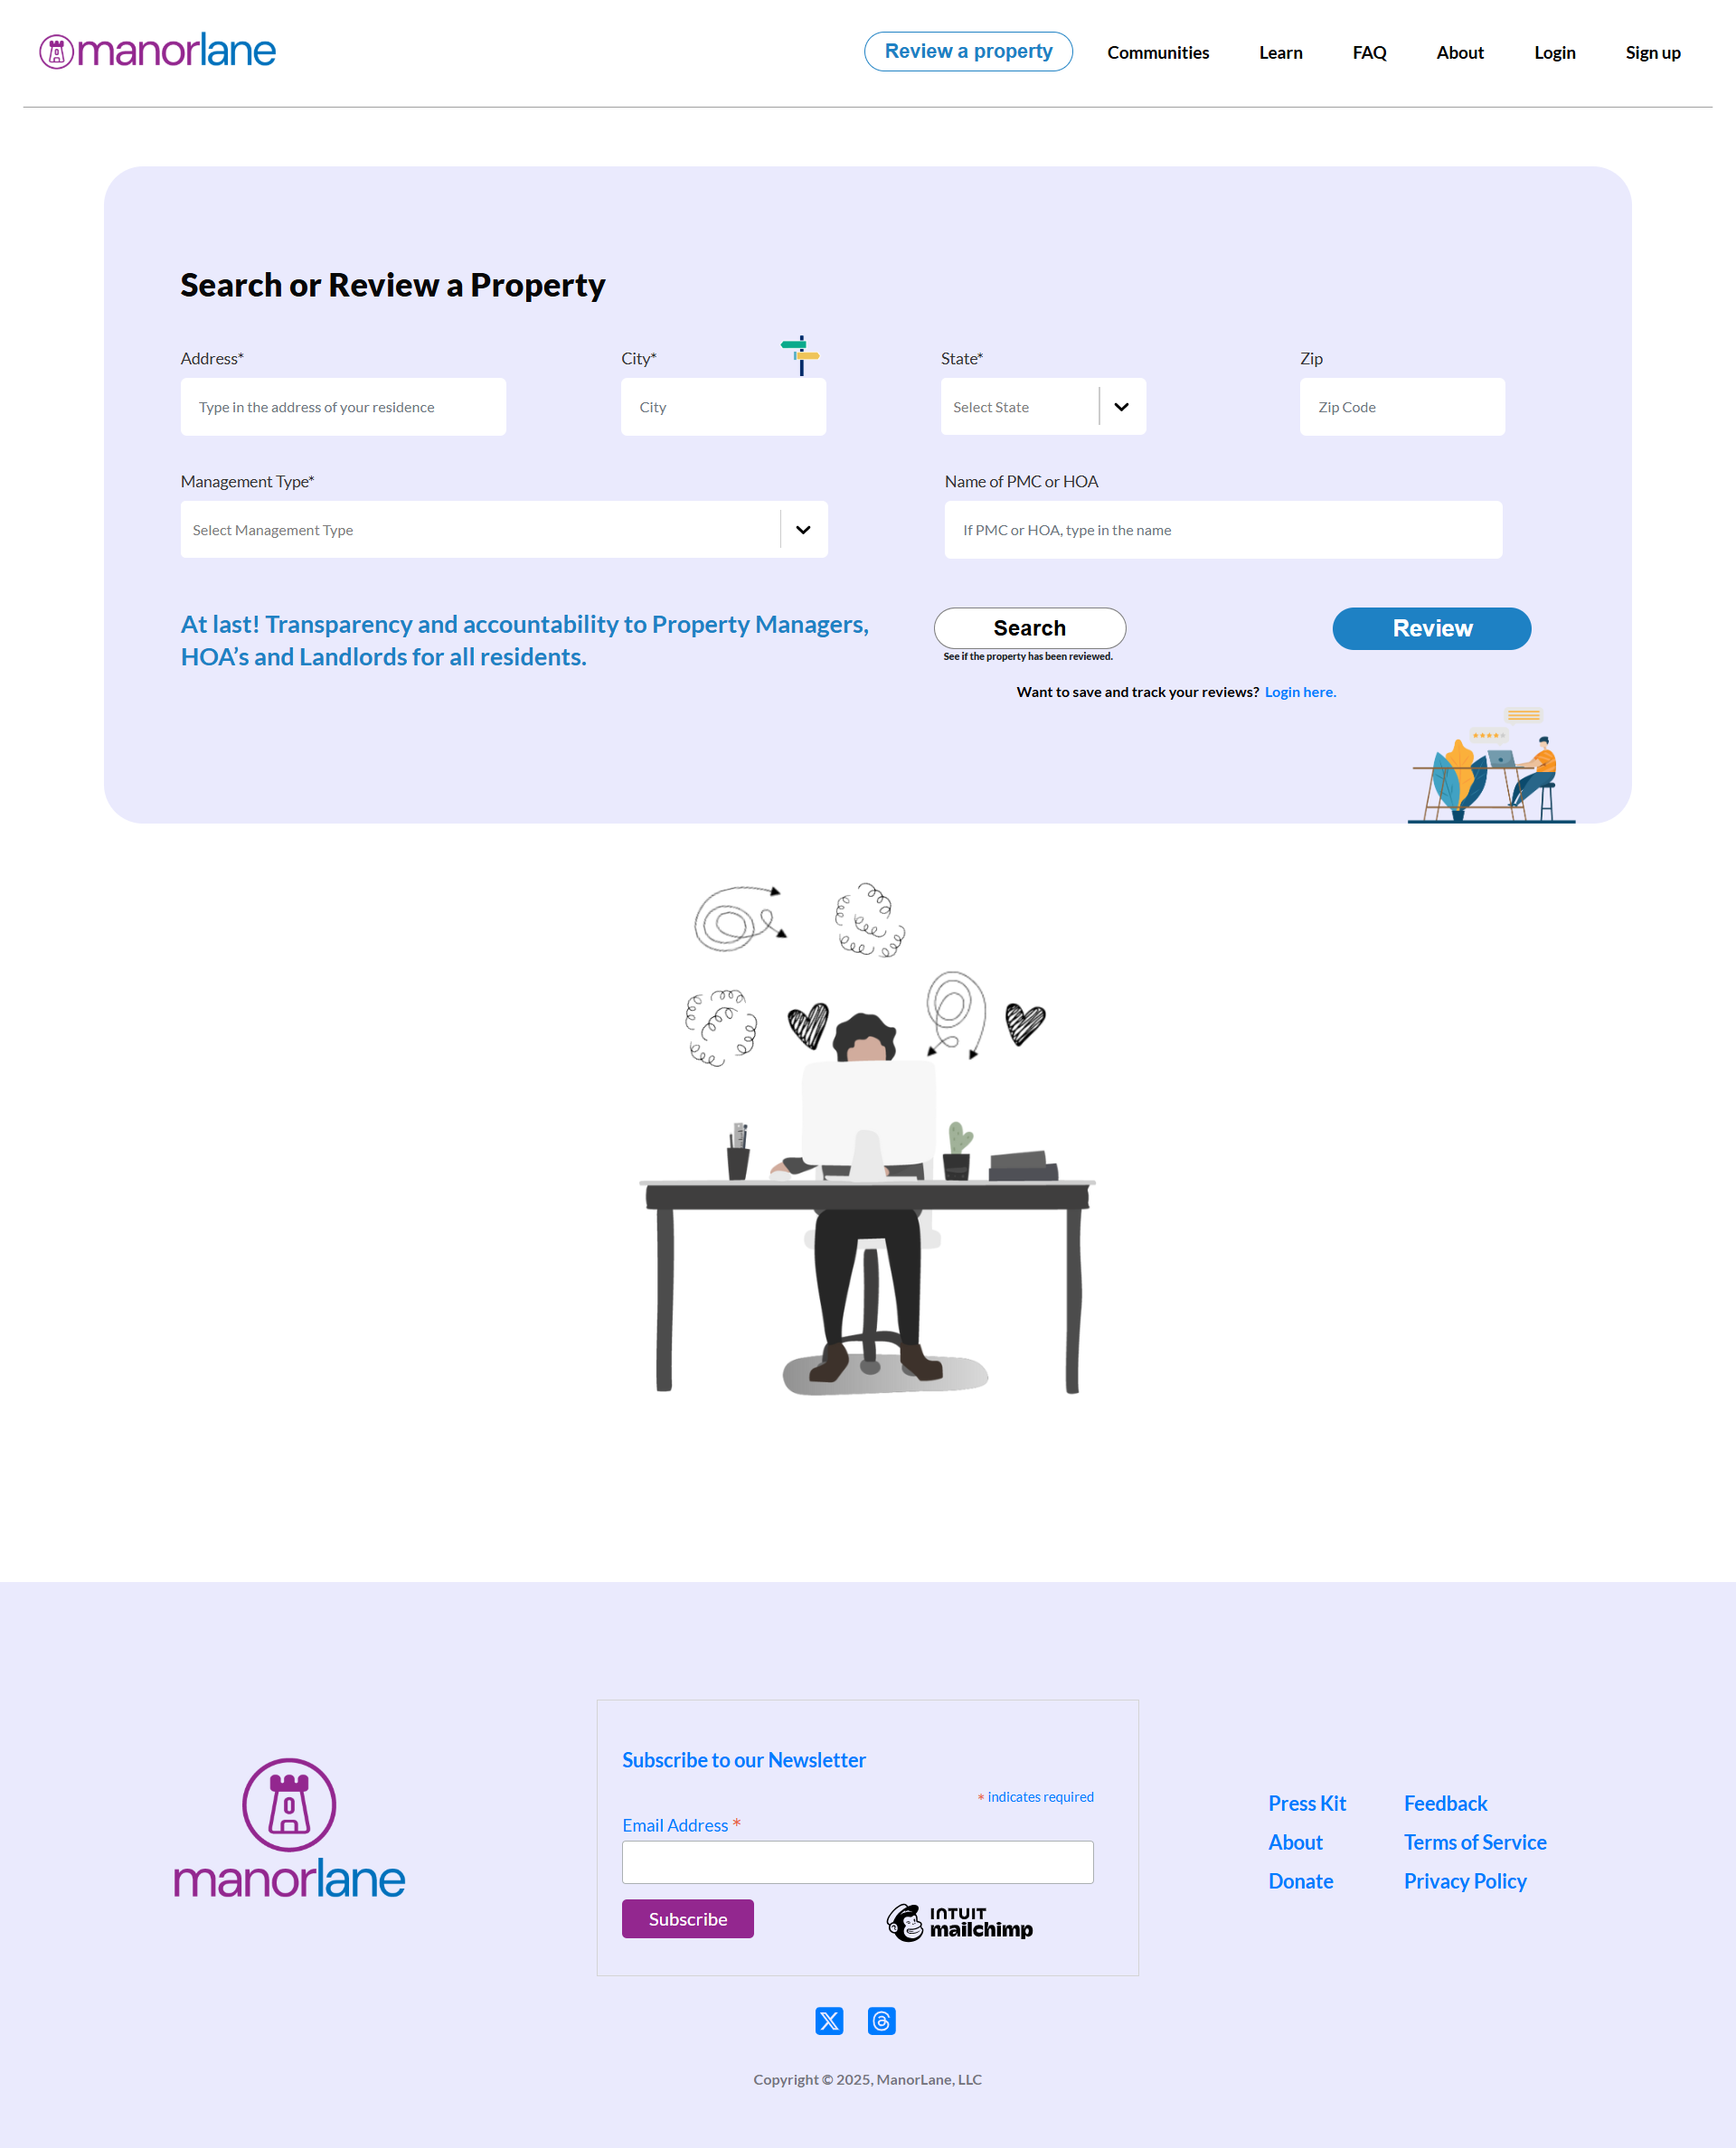 manorlane
Review a property
Communities
Learn
FAQ
About
Login
Sign up
Search or Review a Property
Address*
City*
State*
Zip
Type in the address of your residence
City
Select State
Zip Code
Management Type*
Name of PMC or HOA
Select Management Type
If PMC or HOA, type in the name
At last! Transparency and accountability to Property Managers,
HOA’s and Landlords for all residents.
Search
See if the property has been reviewed.
Review
Want to save and track your reviews? Login here.
manorlane
Subscribe to our Newsletter
* indicates required
Email Address *
Subscribe
INTUIT
mailchimp
Press Kit
About
Donate
Feedback
Terms of Service
Privacy Policy
Copyright © 2025, ManorLane, LLC